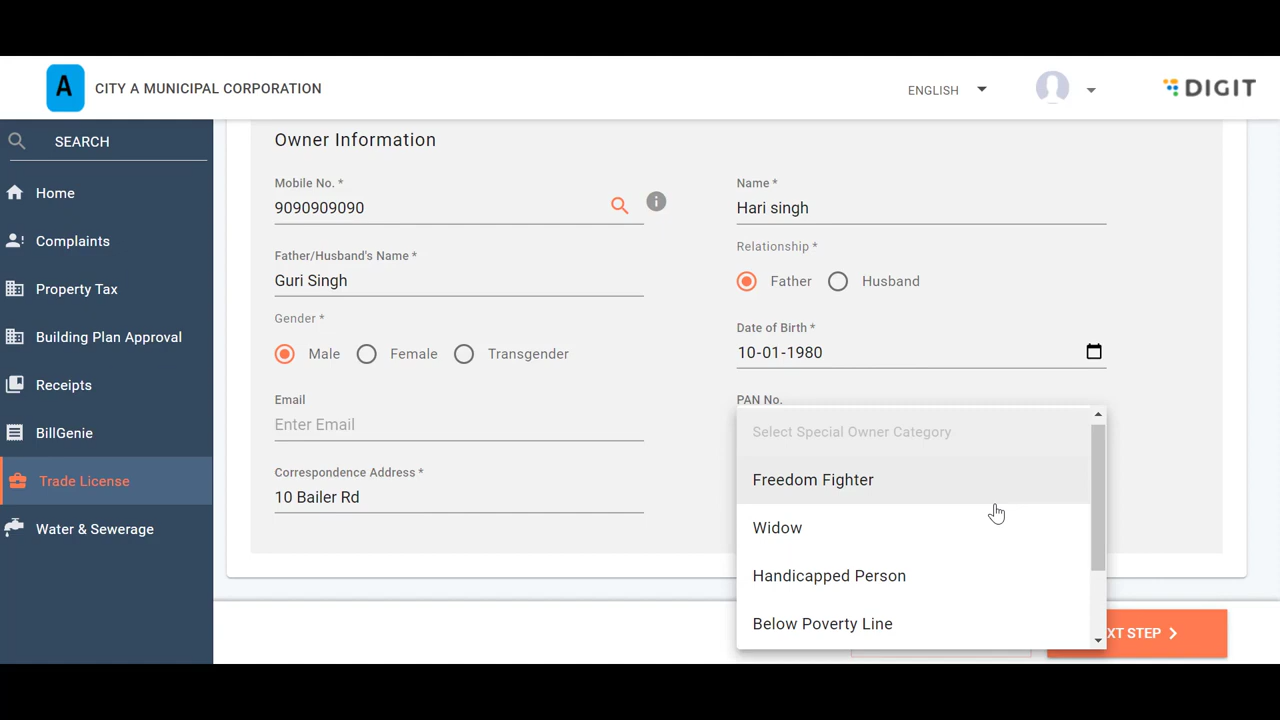 A CITY A MUNICIPAL CORPORATION ENGLISH DIGIT
SEARCH
Home
Complaints
Property Tax
Building Plan Approval
Receipts
BillGenie
Trade License
Water & Sewerage
Owner Information
Mobile No. *
9090909090
Name *
Hari singh
Father/Husband's Name *
Guri Singh
Relationship *
Father Husband
Gender *
Male Female Transgender
Date of Birth *
10-01-1980
Email
Enter Email
PAN No.
Correspondence Address *
10 Bailer Rd
Select Special Owner Category
Freedom Fighter
Widow
Handicapped Person
Below Poverty Line
STEP